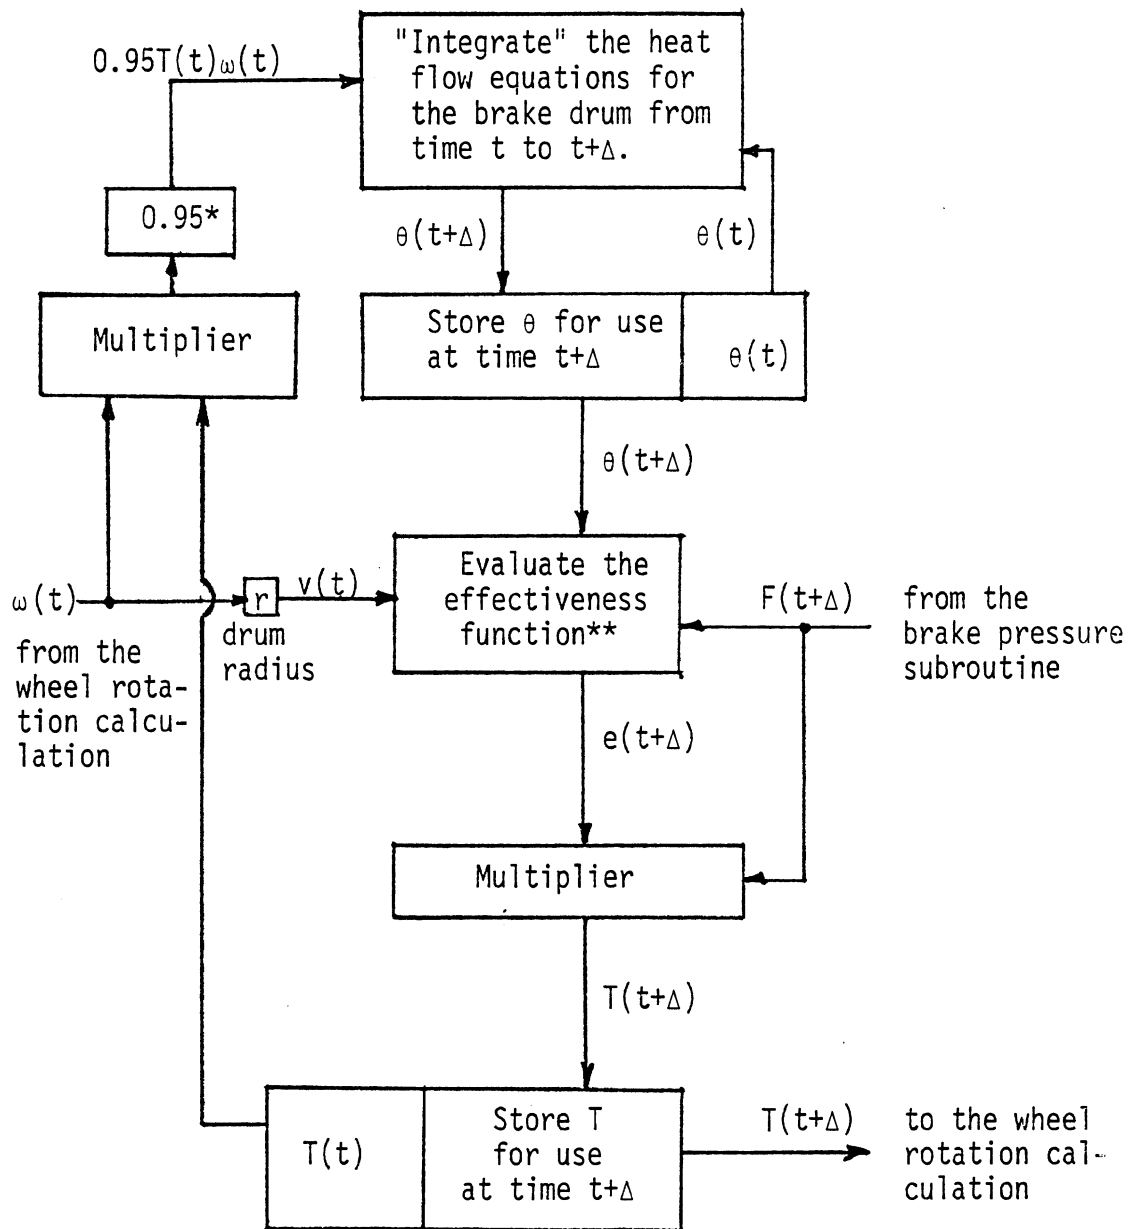 "Integrate" the heat
flow equations for
the brake drum from
time t to t+Δ.
0.95T(t)ω(t)
0.95*
θ(t+Δ)
θ(t)
Multiplier
Store θ for use
at time t+Δ
θ(t)
θ(t+Δ)
Evaluate the
effectiveness
function**
ω(t)
r
v(t)
drum
radius
from the
wheel rota-
tion calcu-
lation
F(t+Δ)
from the
brake pressure
subroutine
e(t+Δ)
Multiplier
T(t+Δ)
T(t)
Store T
for use
at time t+Δ
T(t+Δ)
to the wheel
rotation cal-
culation